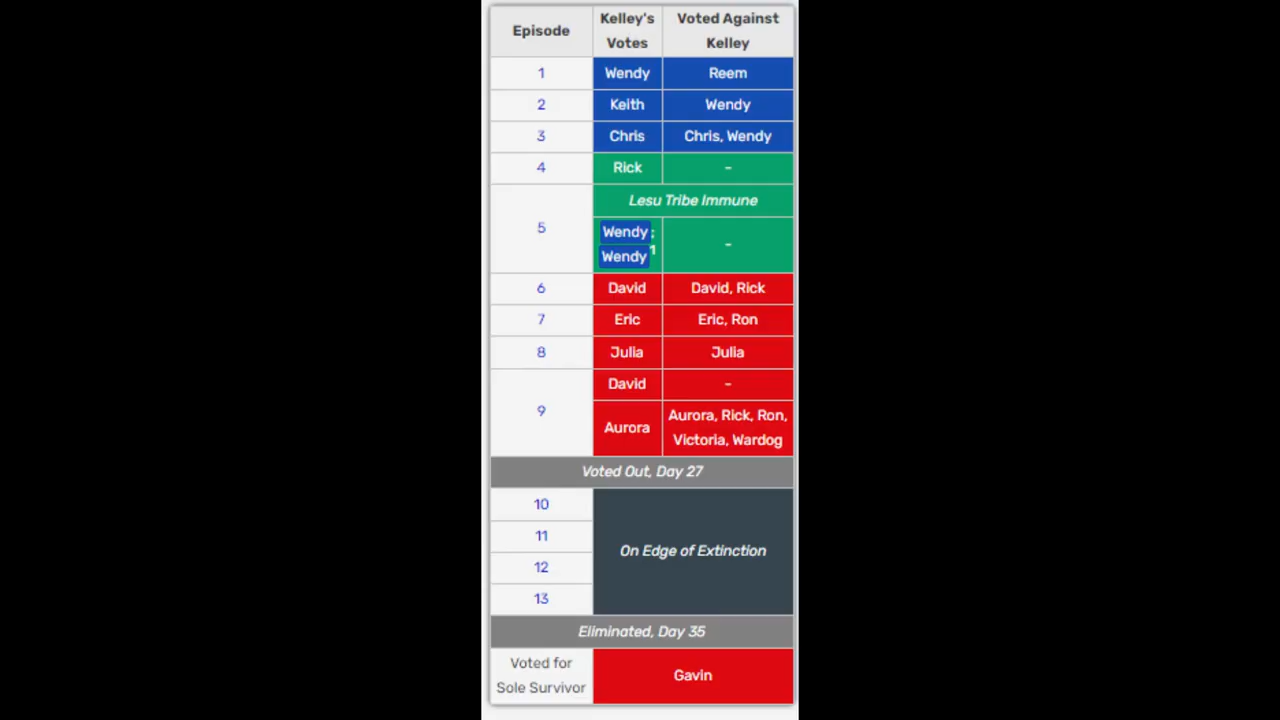 Episode
Kelley's
Votes
Voted Against
Kelley
1
Wendy
Reem
2
Keith
Wendy
3
Chris
Chris, Wendy
4
Rick
-
5
Lesu Tribe Immune
Wendy;
Wendy1
-
6
David
David, Rick
7
Eric
Eric, Ron
8
Julia
Julia
9
David
-
Aurora
Aurora, Rick, Ron,
Victoria, Wardog
Voted Out, Day 27
10
11
12
13
On Edge of Extinction
Eliminated, Day 35
Voted for
Sole Survivor
Gavin